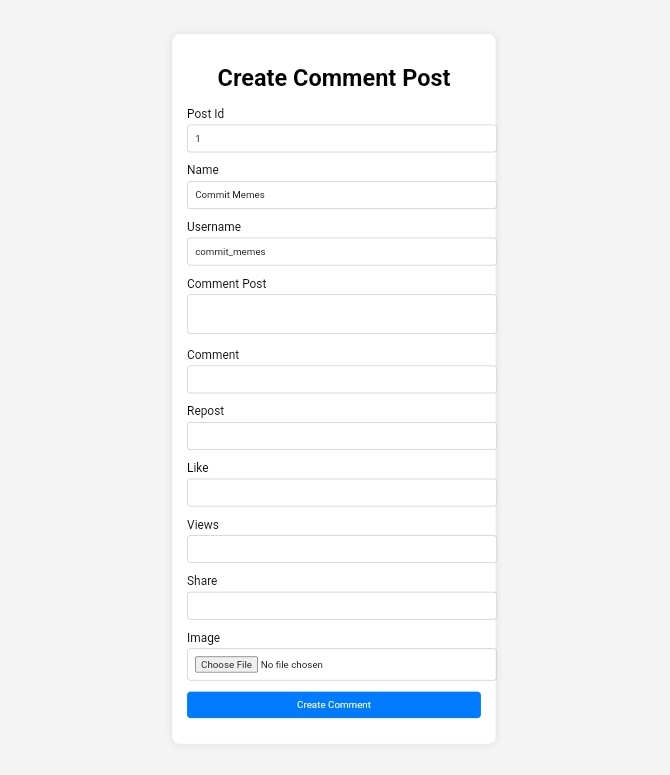 Create Comment Post
Post Id
1
Name
Commit Memes
Username
commit_memes
Comment Post
Comment
Repost
Like
Views
Share
Image
Choose File No file chosen
Create Comment